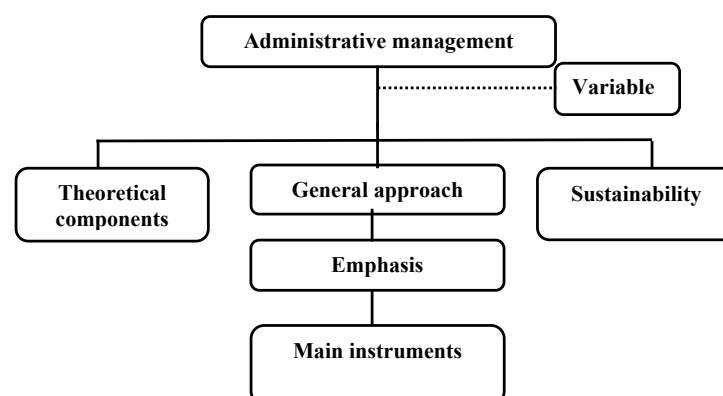 Administrative management
Variable
Theoretical
components
General approach
Sustainability
Emphasis
Main instruments